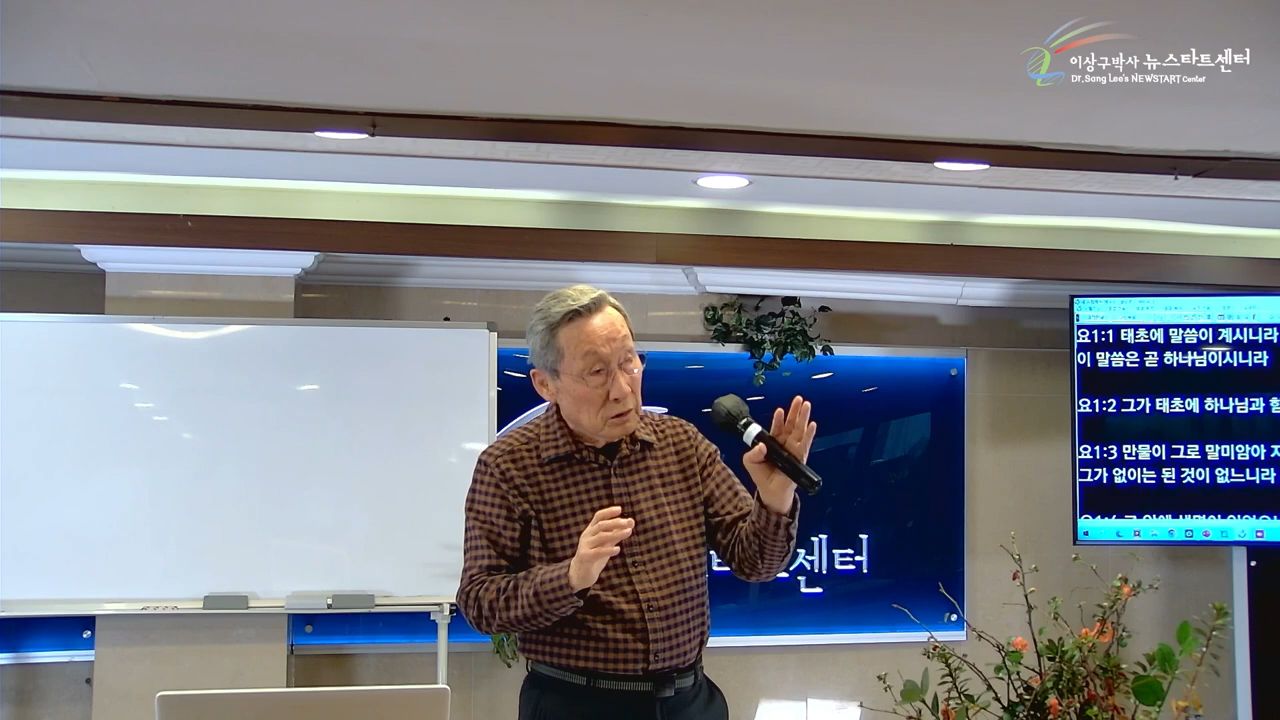 이상구박사 뉴스타트센터
Dr. Sang Lee's NEWSTART Center
요1:1 태초에 말씀이 계시니라
이 말씀은 곧 하나님이시니라
요1:2 그가 태초에 하나님과 함
요1:3 만물이 그로 말미암아 지
그가 없이는 된 것이 없느니라
센터